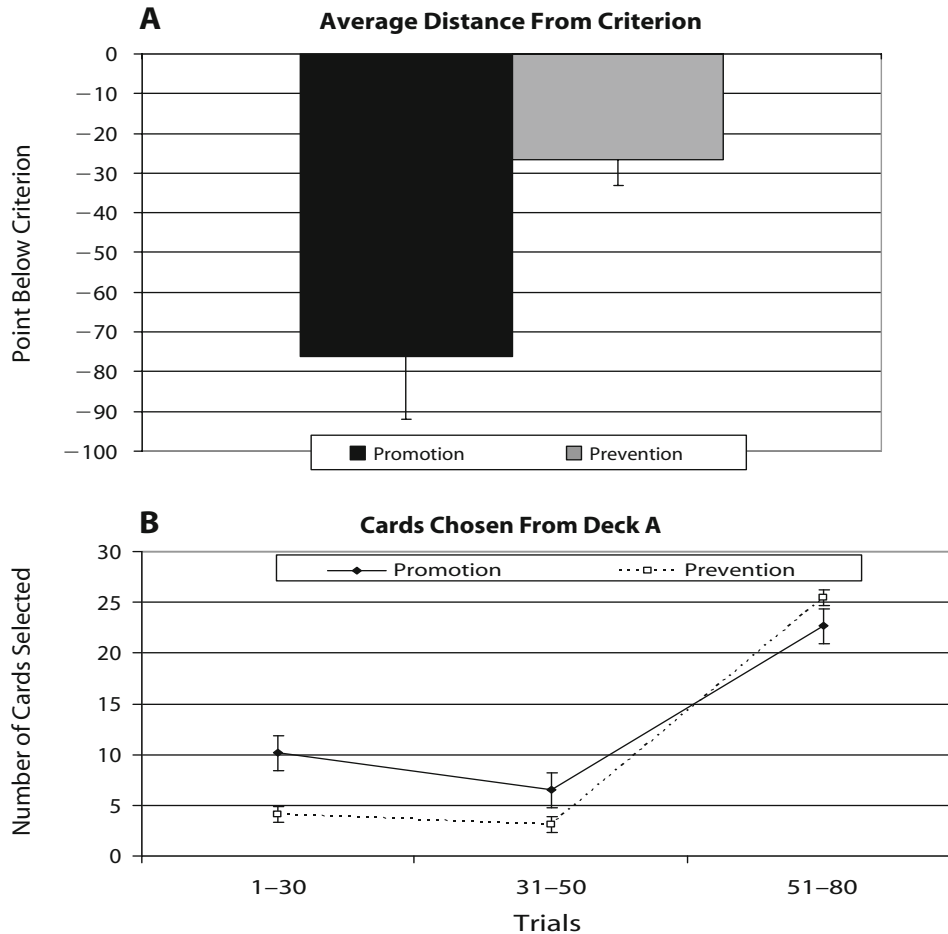 A
Average Distance From Criterion
Point Below Criterion
0
−10
−20
−30
−40
−50
−60
−70
−80
−90
−100
Promotion Prevention
B
Cards Chosen From Deck A
Number of Cards Selected
30
25
20
15
10
5
0
Promotion Prevention
1–30 31–50 51–80
Trials